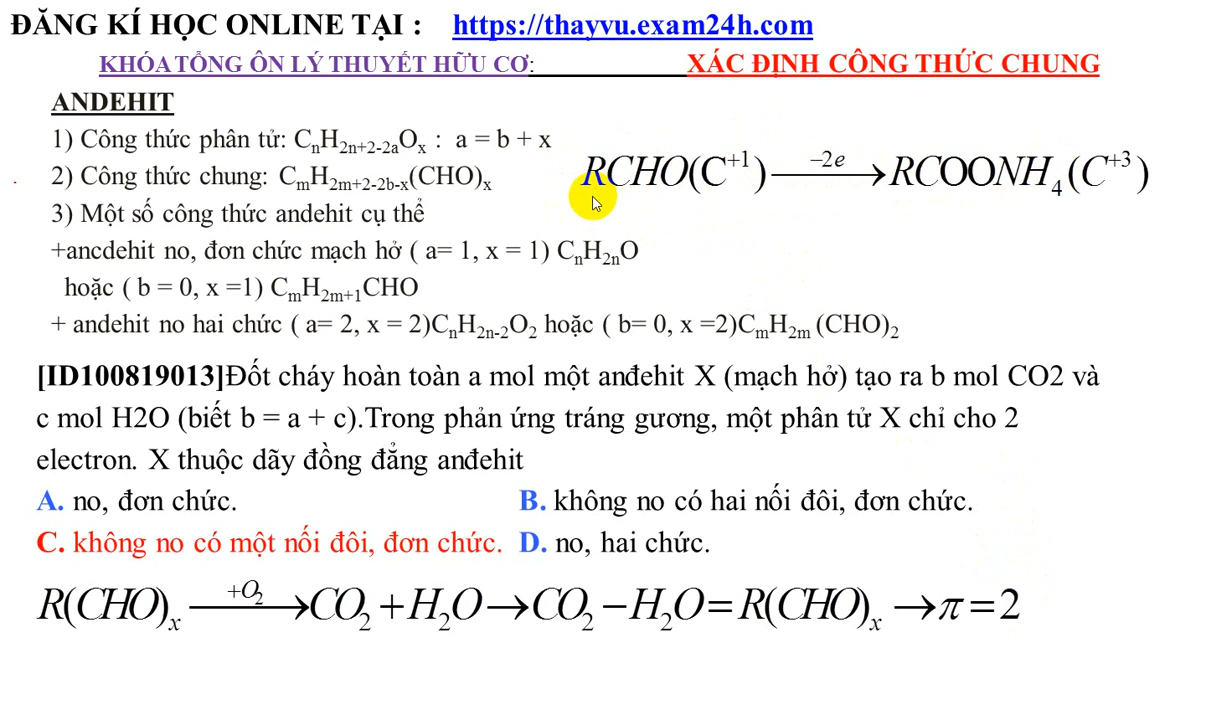 ĐĂNG KÍ HỌC ONLINE TẠI : https://thayvu.exam24h.com
KHÓA TỔNG ÔN LÝ THUYẾT HỮU CƠ: XÁC ĐỊNH CÔNG THỨC CHUNG
ANDEHIT
1) Công thức phân tử: CₙH₂ₙ₊₂₋₂ₐOₓ : a = b + x
2) Công thức chung: CₘH₂ₘ₊₂₋₂b₋ₓ(CHO)ₓ
RCHO(C⁺¹) —–2e→ RCOONH₄(C⁺³)
3) Một số công thức andehit cụ thể
+ancdehit no, đơn chức mạch hở ( a= 1, x = 1) CₙH₂ₙO
hoặc ( b = 0, x =1) CₘH₂ₘ₊₁CHO
+ andehit no hai chức ( a= 2, x = 2)CₙH₂ₙ₋₂O₂ hoặc ( b= 0, x =2)CₘH₂ₘ (CHO)₂
[ID100819013]Đốt cháy hoàn toàn a mol một anđehit X (mạch hở) tạo ra b mol CO2 và
c mol H2O (biết b = a + c).Trong phản ứng tráng gương, một phân tử X chỉ cho 2
electron. X thuộc dãy đồng đẳng anđehit
A. no, đơn chức. B. không no có hai nối đôi, đơn chức.
C. không no có một nối đôi, đơn chức. D. no, hai chức.
R(CHO)ₓ —+O₂→ CO₂ + H₂O → CO₂ − H₂O = R(CHO)ₓ → π = 2